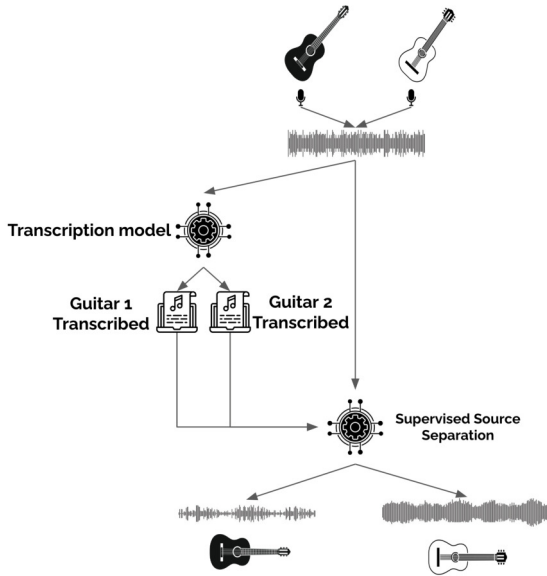 Transcription model
Guitar 1
Transcribed
Guitar 2
Transcribed
Supervised Source
Separation